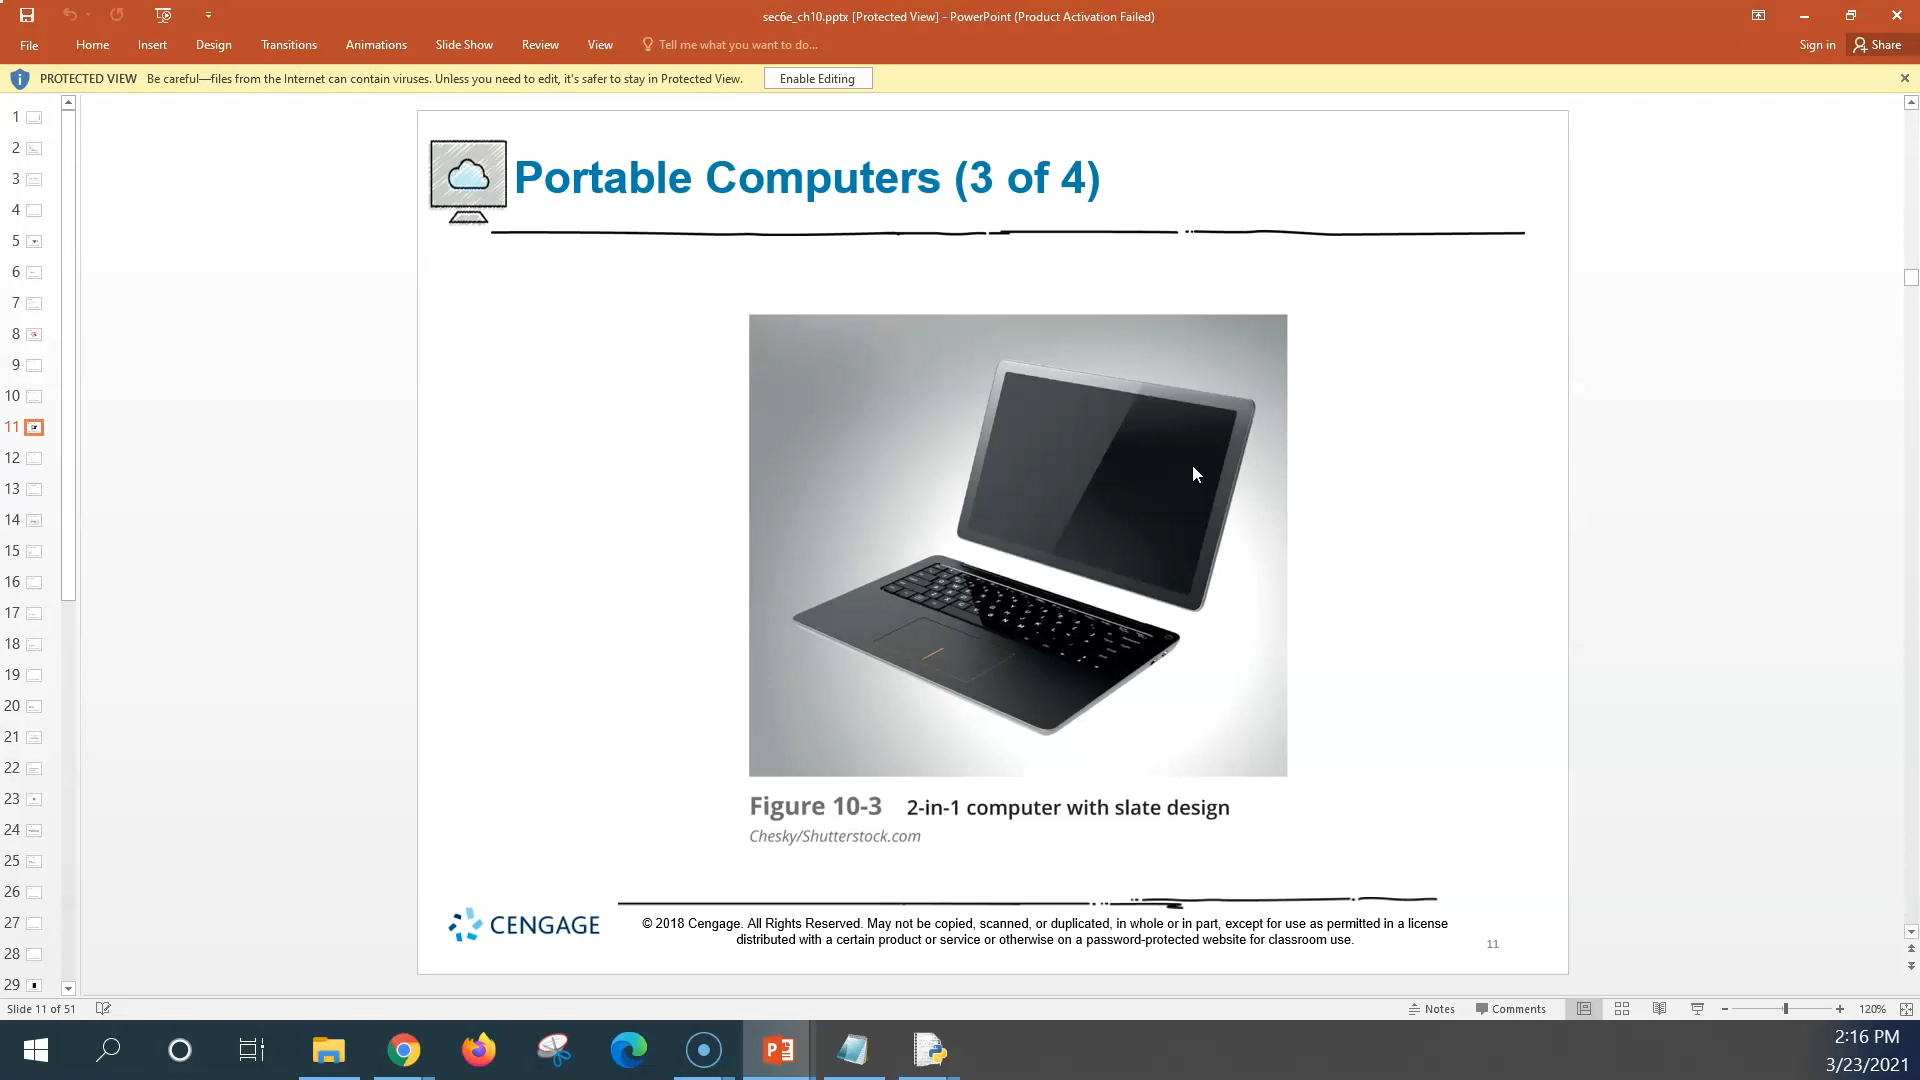 sec6e_ch10.pptx [Protected View] - PowerPoint (Product Activation Failed)
File Home Insert Design Transitions Animations Slide Show Review View Tell me what you want to do... Sign in Share
PROTECTED VIEW Be careful—files from the Internet can contain viruses. Unless you need to edit, it's safer to stay in Protected View. Enable Editing
1
2
3
4
5
6
7
8
9
10
11
12
13
14
15
16
17
18
19
20
21
22
23
24
25
26
27
28
29
Portable Computers (3 of 4)
Figure 10-3 2-in-1 computer with slate design
Chesky/Shutterstock.com
CENGAGE
© 2018 Cengage. All Rights Reserved. May not be copied, scanned, or duplicated, in whole or in part, except for use as permitted in a license
distributed with a certain product or service or otherwise on a password-protected website for classroom use.
11
Slide 11 of 51 Notes Comments 120%
2:16 PM
3/23/2021